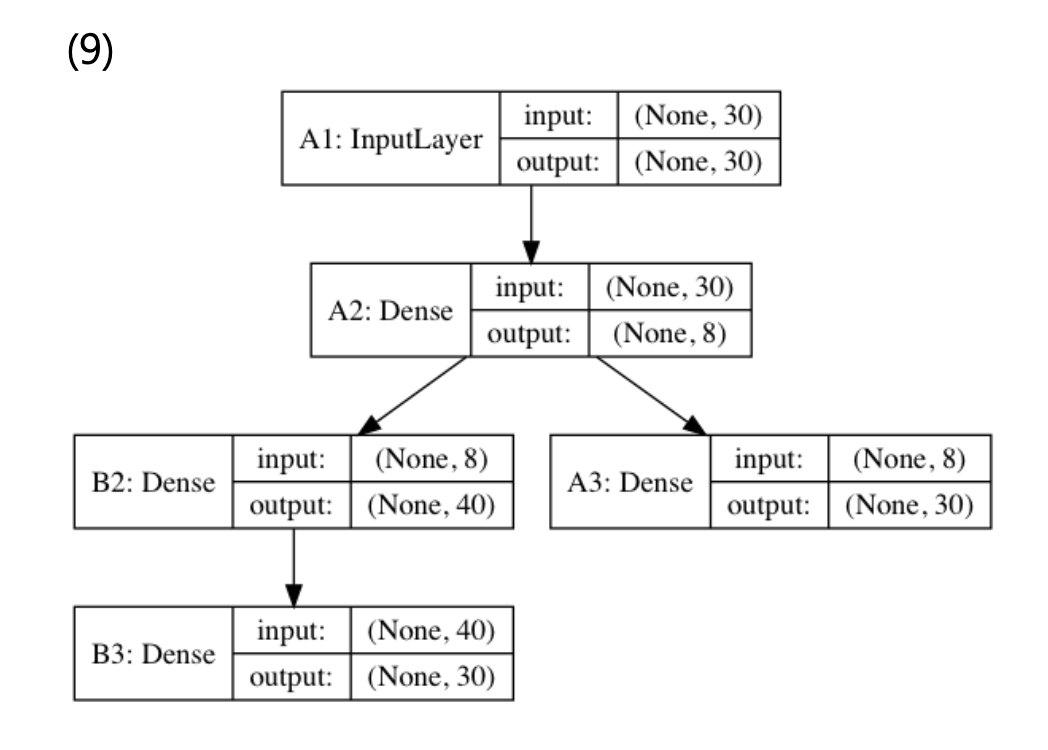 (9)
A1: InputLayer
input: (None, 30)
output: (None, 30)
A2: Dense
input: (None, 30)
output: (None, 8)
B2: Dense
input: (None, 8)
output: (None, 40)
A3: Dense
input: (None, 8)
output: (None, 30)
B3: Dense
input: (None, 40)
output: (None, 30)